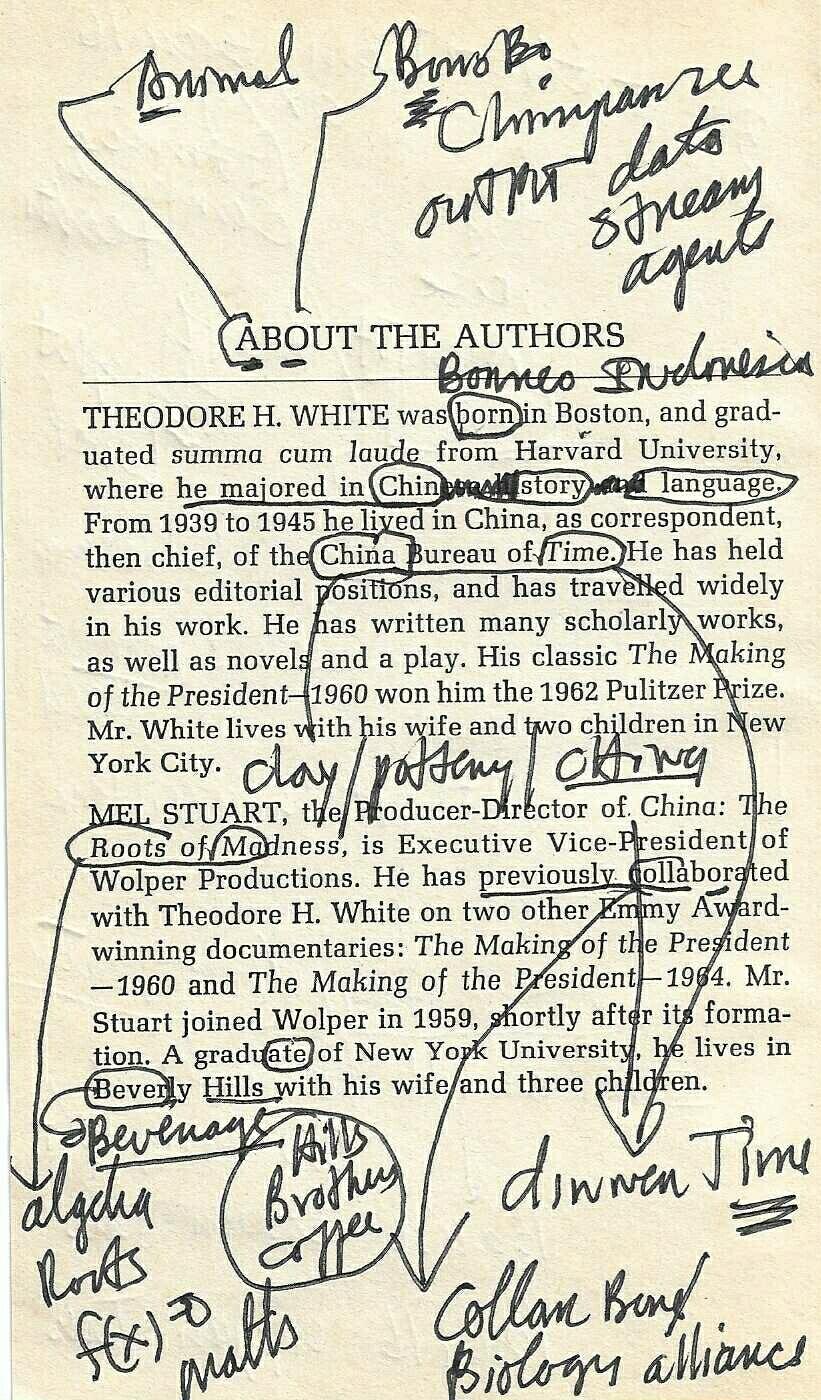 Animal
BonoBo
Chimpanzee
output data
stream
agents
ABOUT THE AUTHORS
Borneo Indonesia
THEODORE H. WHITE was born in Boston, and grad-
uated summa cum laude from Harvard University,
where he majored in Chinese history and language.
From 1939 to 1945 he lived in China, as correspondent,
then chief, of the China Bureau of Time. He has held
various editorial positions, and has travelled widely
in his work. He has written many scholarly works,
as well as novels and a play. His classic The Making
of the President—1960 won him the 1962 Pulitzer Prize.
Mr. White lives with his wife and two children in New
York City.
clay/pottery/
MEL STUART, the Producer-Director of China: The
Roots of Madness, is Executive Vice-President of
Wolper Productions. He has previously collaborated
with Theodore H. White on two other Emmy Award-
winning documentaries: The Making of the President
—1960 and The Making of the President—1964. Mr.
Stuart joined Wolper in 1959, shortly after its forma-
tion. A graduate of New York University, he lives in
Beverly Hills with his wife and three children.
Beverage
Hills
Brothers
coffee
dinner Time
algebra
Roots
f(x)=0
maths
Collar Bone/
Biology alliance